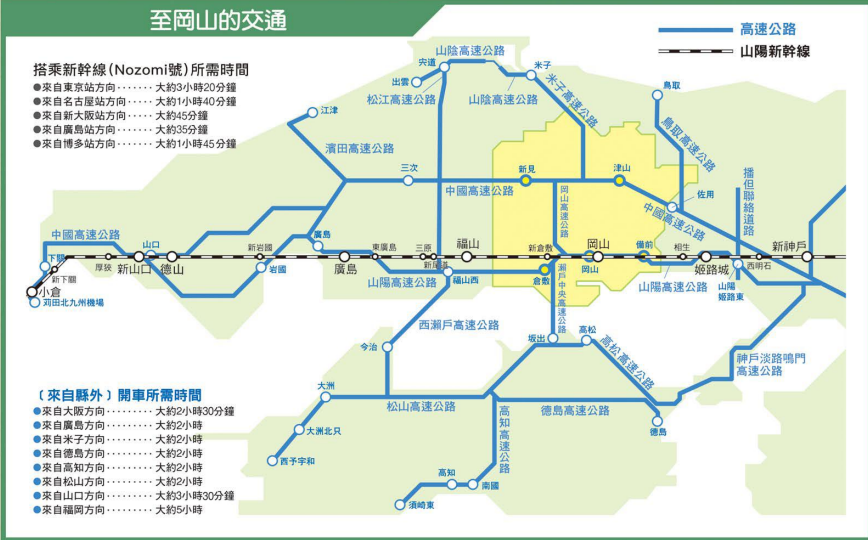 至岡山的交通
高速公路
山陽新幹線
搭乘新幹線(Nozomi號)所需時間
●來自東京站方向・・・・・・・大約3小時20分鐘
●來自名古屋站方向・・・・・大約1小時40分鐘
●來自新大阪站方向・・・・・大約45分鐘
●來自廣島站方向・・・・・・・大約35分鐘
●來自博多站方向・・・・・・・大約1小時45分鐘
山陰高速公路
宍道
出雲
米子
松江高速公路
山陰高速公路
米子高速公路
鳥取
鳥取高速公路
江津
濱田高速公路
三次
中國高速公路
新見
津山
岡山高速公路
佐用
中國高速公路
播但聯絡道路
中國高速公路
山口
新岩國
廣島
東廣島
三原
福山
新倉敷
岡山
備前
相生
新神戶
下關
厚狹
新山口
德山
岩國
廣島
新尾道
福山西
倉敷
岡山
姬路城
西明石
新下關
小倉
苅田北九州機場
山陽高速公路
山陽高速公路
山陽
姬路東
瀨戶中央高速公路
西瀨戶高速公路
今治
坂出
高松
高松高速公路
神戶淡路鳴門
高速公路
大洲
松山高速公路
高知高速公路
德島高速公路
德島
大洲北只
西予宇和
高知
南國
須崎東
〔來自縣外〕開車所需時間
●來自大阪方向・・・・・・・・・大約2小時30分鐘
●來自廣島方向・・・・・・・・・大約2小時
●來自米子方向・・・・・・・・・大約2小時
●來自德島方向・・・・・・・・・大約2小時
●來自高知方向・・・・・・・・・大約2小時
●來自松山方向・・・・・・・・・大約2小時
●來自山口方向・・・・・・・・・大約3小時30分鐘
●來自福岡方向・・・・・・・・・大約5小時